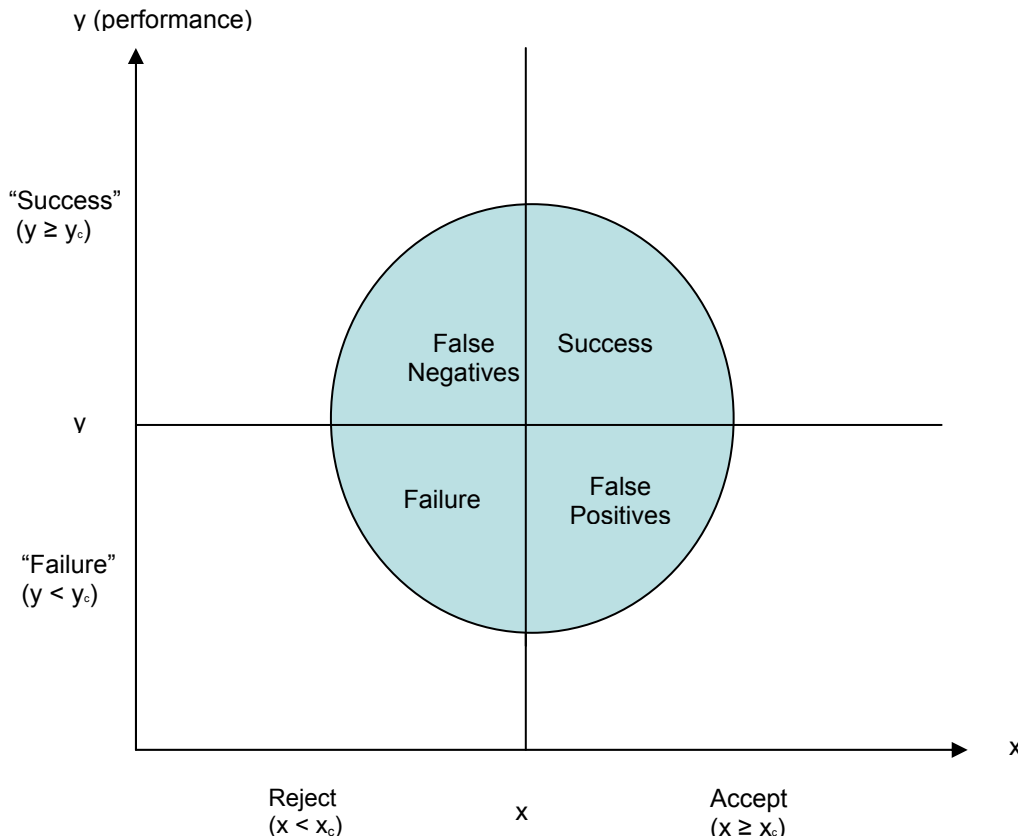 y (performance)
“Success”
(y ≥ yc)
False
Negatives
Success
y
Failure
False
Positives
“Failure”
(y < yc)
x
Reject
(x < xc)
x
Accept
(x ≥ xc)